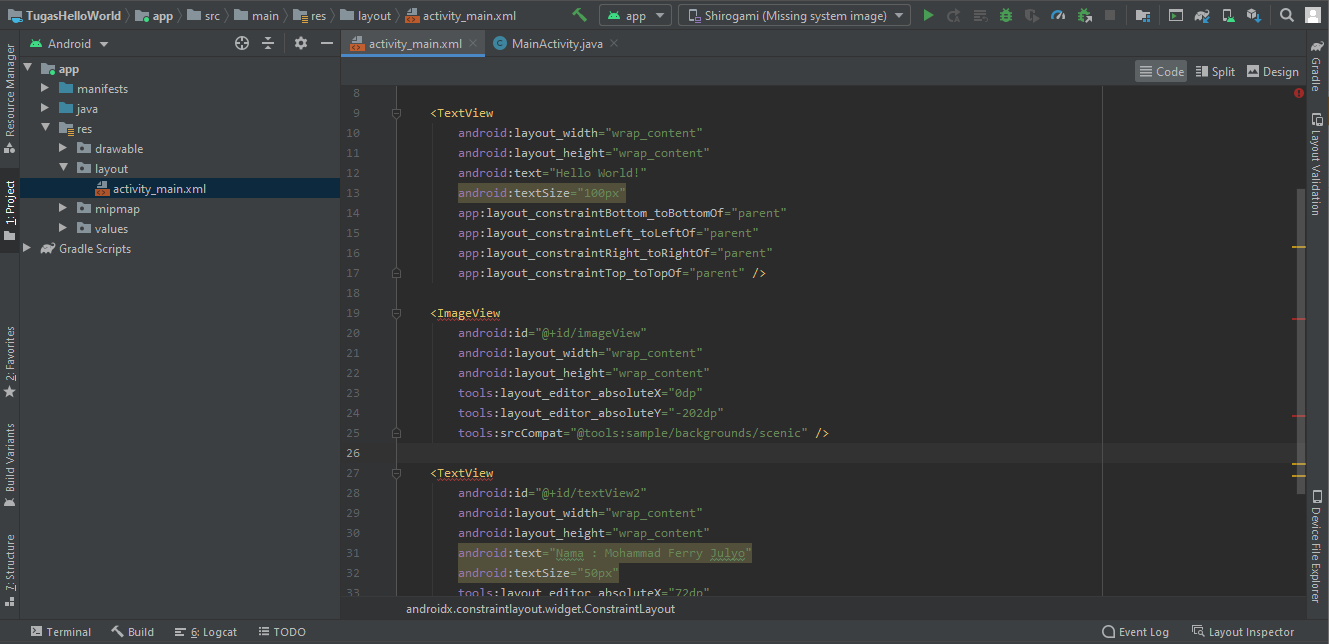 TugasHelloWorld app src main res layout activity_main.xml app Shirogami (Missing system image)
Android activity_main.xml MainActivity.java
Code Split Design
Resource Manager
1: Project
2: Favorites
Build Variants
7: Structure
app
manifests
java
res
drawable
layout
activity_main.xml
mipmap
values
Gradle Scripts
8
9 <TextView
10 android:layout_width="wrap_content"
11 android:layout_height="wrap_content"
12 android:text="Hello World!"
13 android:textSize="100px"
14 app:layout_constraintBottom_toBottomOf="parent"
15 app:layout_constraintLeft_toLeftOf="parent"
16 app:layout_constraintRight_toRightOf="parent"
17 app:layout_constraintTop_toTopOf="parent" />
18
19 <ImageView
20 android:id="@+id/imageView"
21 android:layout_width="wrap_content"
22 android:layout_height="wrap_content"
23 tools:layout_editor_absoluteX="0dp"
24 tools:layout_editor_absoluteY="-202dp"
25 tools:srcCompat="@tools:sample/backgrounds/scenic" />
26
27 <TextView
28 android:id="@+id/textView2"
29 android:layout_width="wrap_content"
30 android:layout_height="wrap_content"
31 android:text="Nama : Mohammad Ferry Julyo"
32 android:textSize="50px"
33 tools:layout_editor_absoluteX="72dp"
androidx.constraintlayout.widget.ConstraintLayout
Gradle
Layout Validation
Device File Explorer
Terminal Build 6: Logcat TODO Event Log Layout Inspector